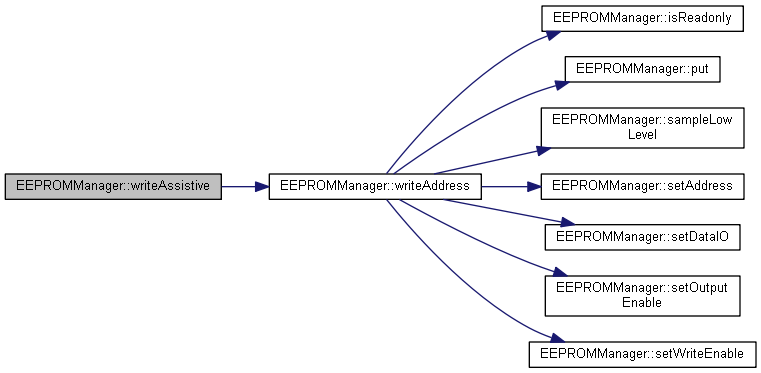 EEPROMManager::writeAssistive
EEPROMManager::writeAddress
EEPROMManager::isReadonly
EEPROMManager::put
EEPROMManager::sampleLow
Level
EEPROMManager::setAddress
EEPROMManager::setDataIO
EEPROMManager::setOutput
Enable
EEPROMManager::setWriteEnable